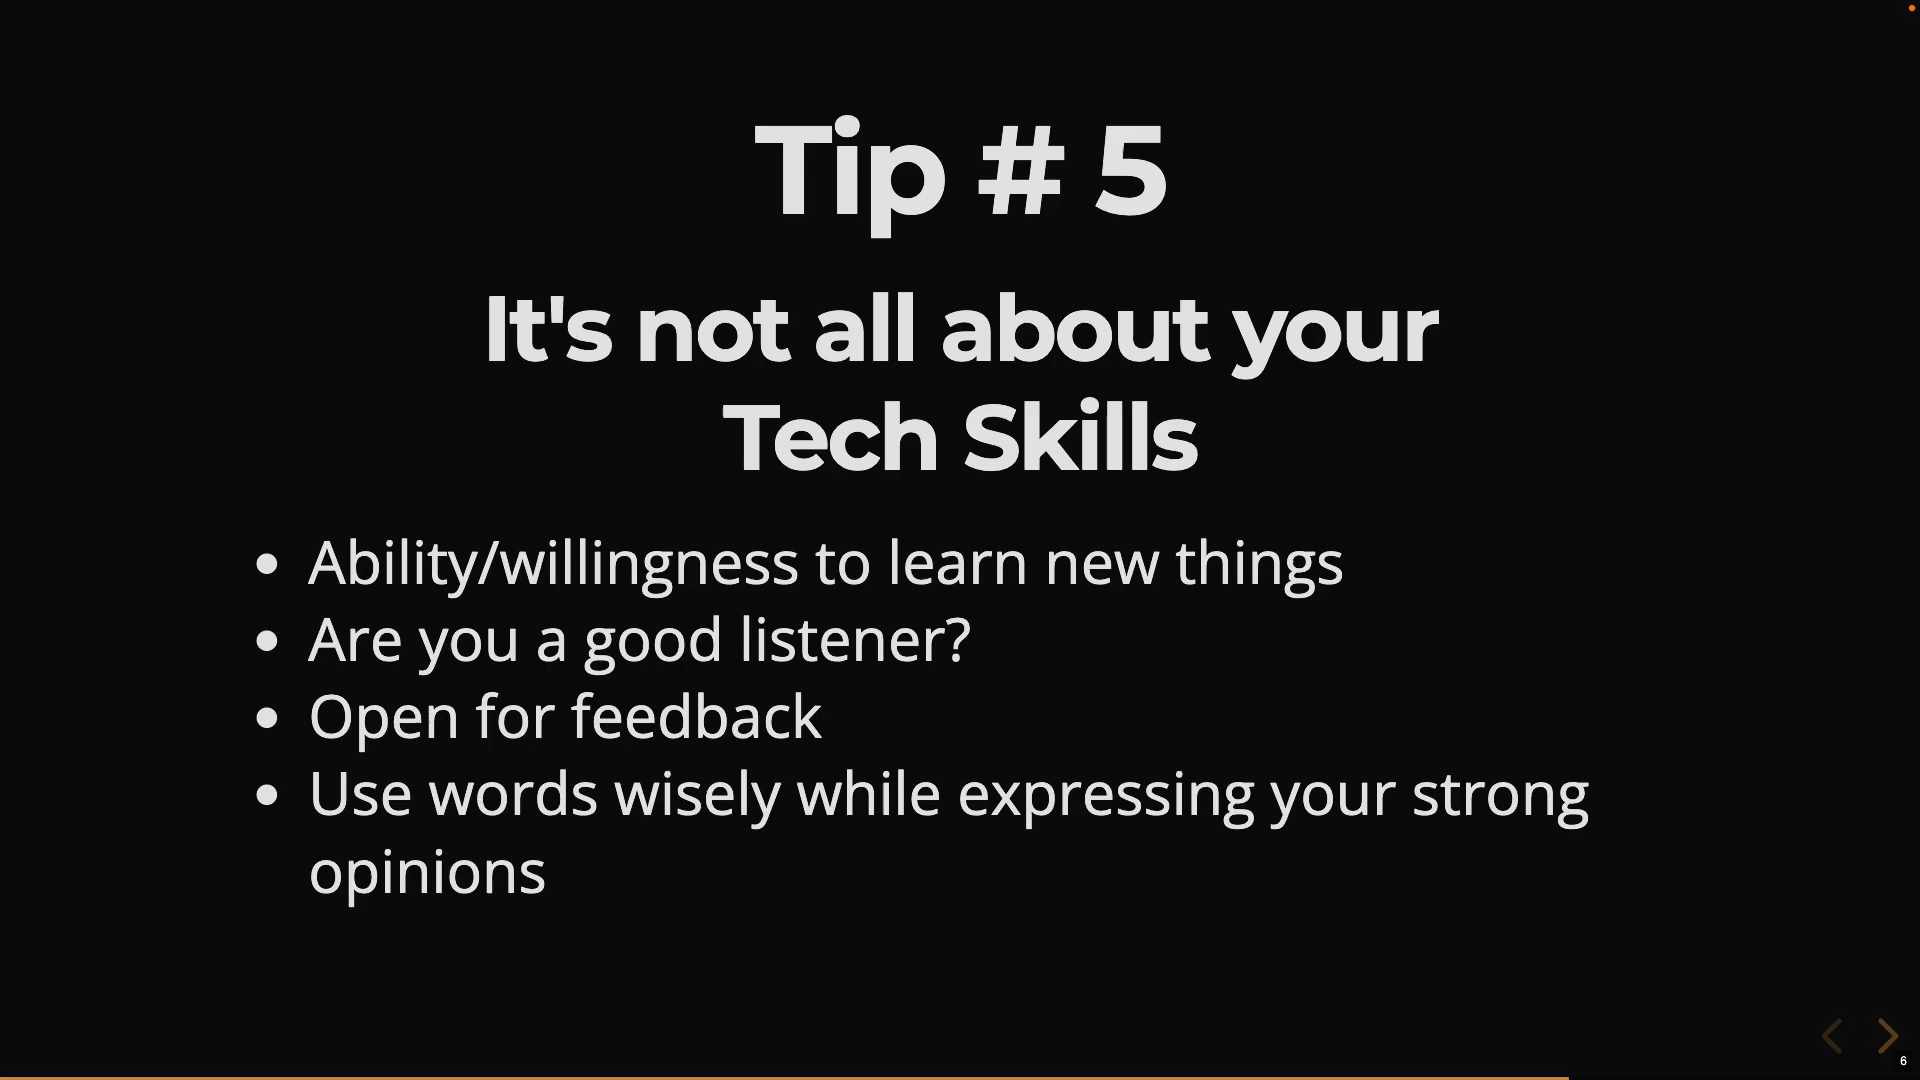 Tip # 5
It's not all about your
Tech Skills
• Ability/willingness to learn new things
• Are you a good listener?
• Open for feedback
• Use words wisely while expressing your strong
opinions
6